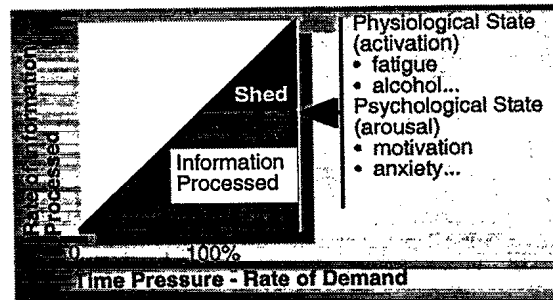 Rate of Information
Processed
Shed
Information
Processed
0
100%
Time Pressure - Rate of Demand
Physiological State
(activation)
• fatigue
• alcohol...
Psychological State
(arousal)
• motivation
• anxiety...